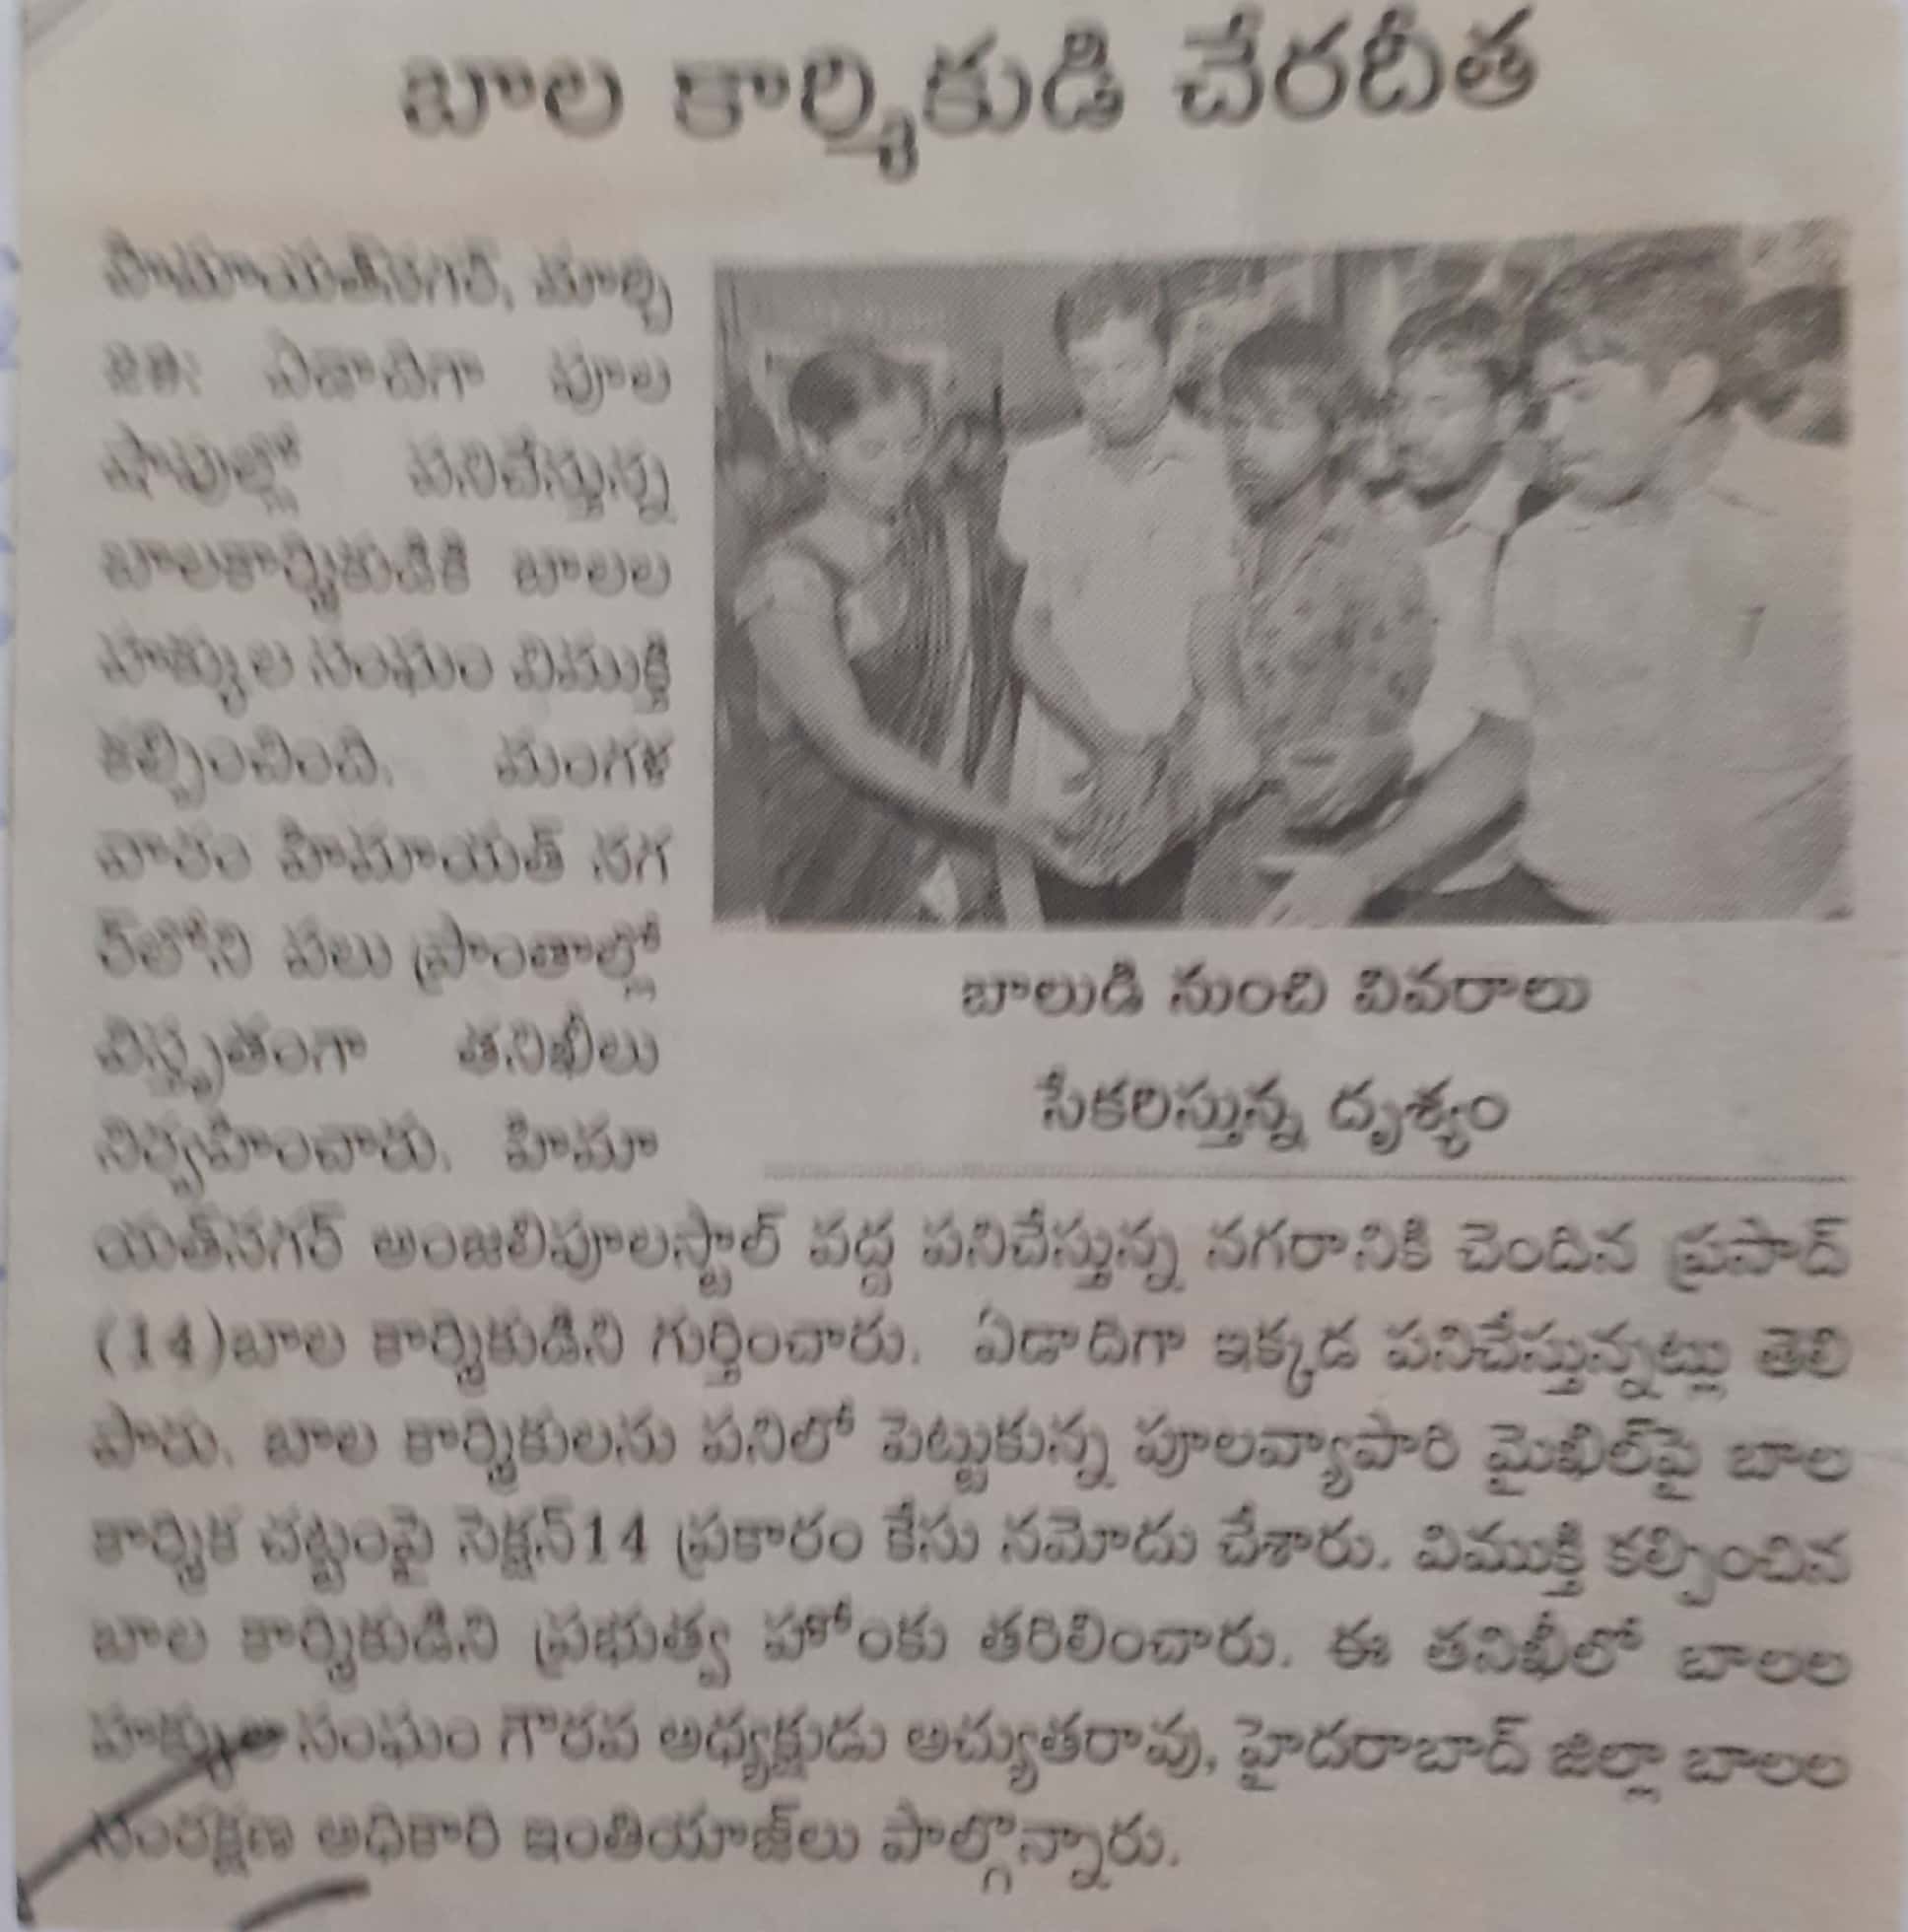 బాల కార్మికుడి చేరదీత
హిమాయత్‌నగర్, మార్చి
ఏడాదిగా పూల
షాపుల్లో పనిచేస్తున్న
బాలకార్మికుడికి బాలల
హక్కుల సంఘం విముక్తి
కల్పించింది. మంగళ
వారం హిమాయత్ నగ
ర్‌లోని పలు ప్రాంతాల్లో
విస్తృతంగా తనిఖీలు
నిర్వహించారు. హిమా
యత్‌నగర్ అంజలిపూలస్టాల్ వద్ద పనిచేస్తున్న నగరానికి చెందిన ప్రసాద్
(14)బాల కార్మికుడిని గుర్తించారు. ఏడాదిగా ఇక్కడ పనిచేస్తున్నట్లు తెలి
పారు. బాల కార్మికులను పనిలో పెట్టుకున్న పూలవ్యాపారి మైఖిల్‌పై బాల
కార్మిక చట్టంపై సెక్షన్14 ప్రకారం కేసు నమోదు చేశారు. విముక్తి కల్పించిన
బాల కార్మికుడిని ప్రభుత్వ హోంకు తరిలించారు. ఈ తనిఖీలో బాలల
హక్కుల సంఘం గౌరవ అధ్యక్షుడు అచ్యుతరావు, హైదరాబాద్ జిల్లా బాలల
సంరక్షణ అధికారి ఇంతియాజ్‌లు పాల్గొన్నారు.
బాలుడి నుంచి వివరాలు
సేకరిస్తున్న దృశ్యం